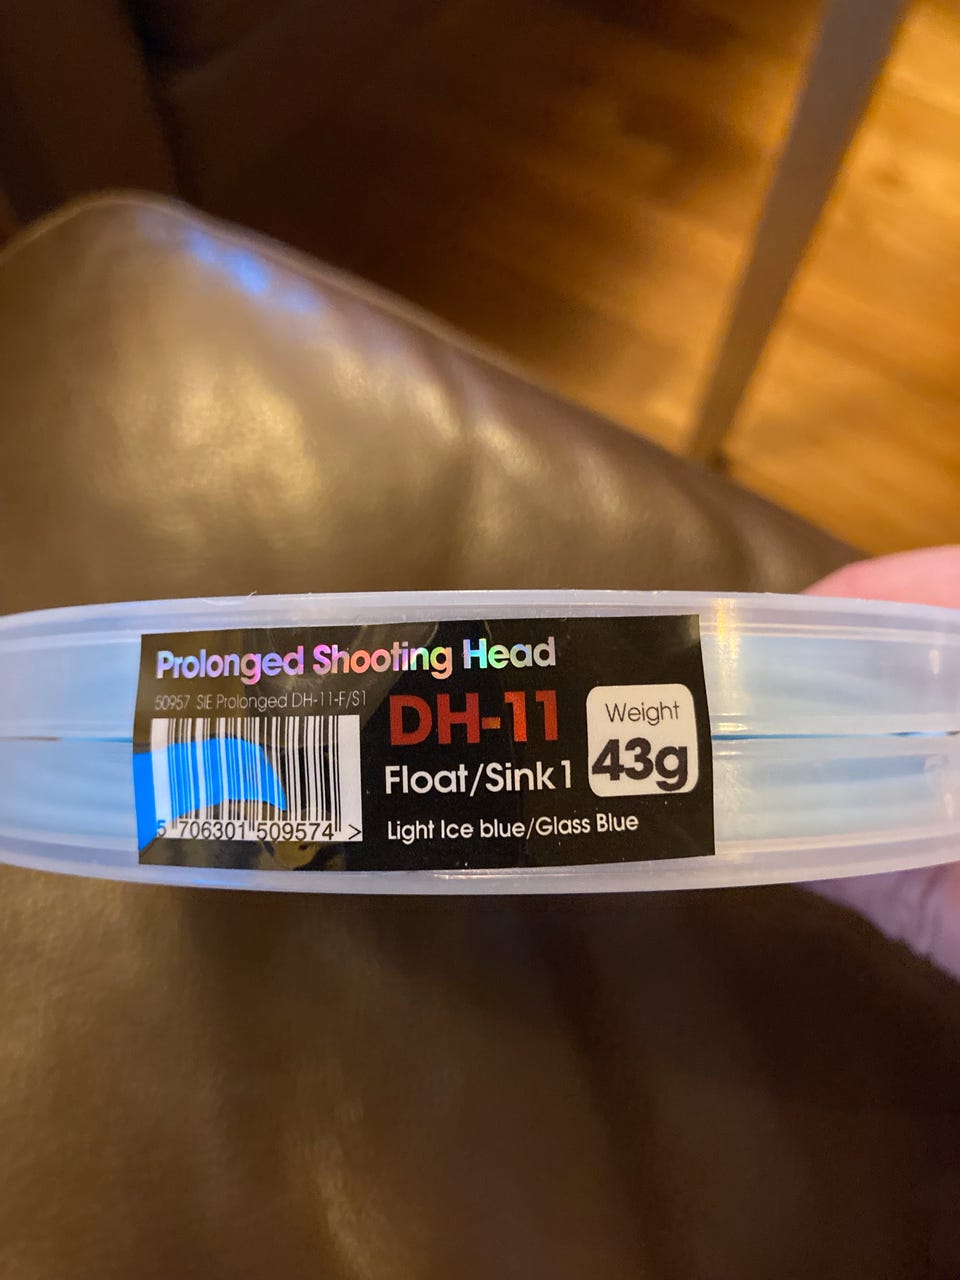 Prolonged Shooting Head
50957 SIE Prolonged DH-11-F/S1
DH-11
Float/Sink1
Light Ice blue/Glass Blue
Weight
43g
5 706301 509574 >